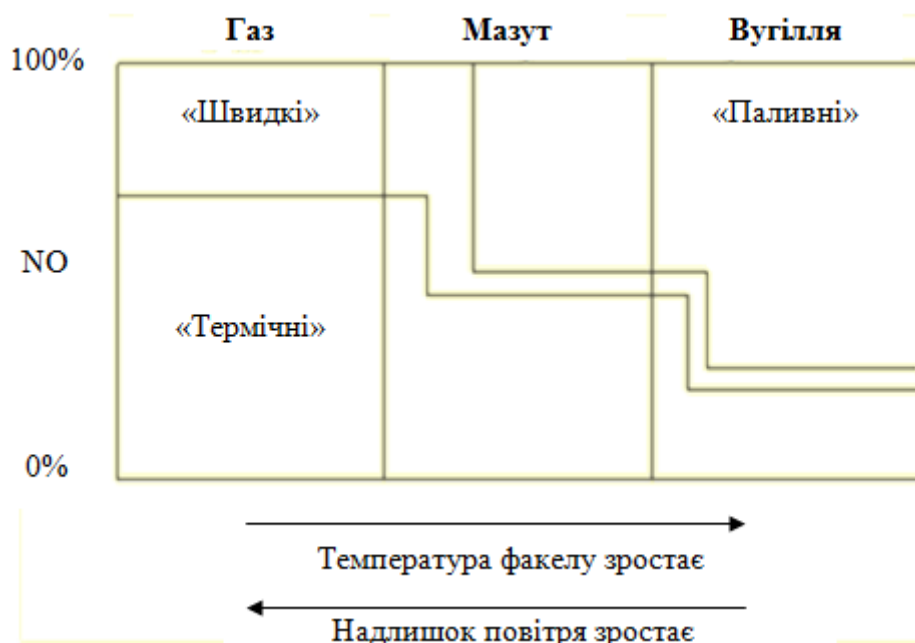 Газ Мазут Вугілля
100%
«Швидкі» «Паливні»
NO
«Термічні»
0%
Температура факелу зростає
Надлишок повітря зростає